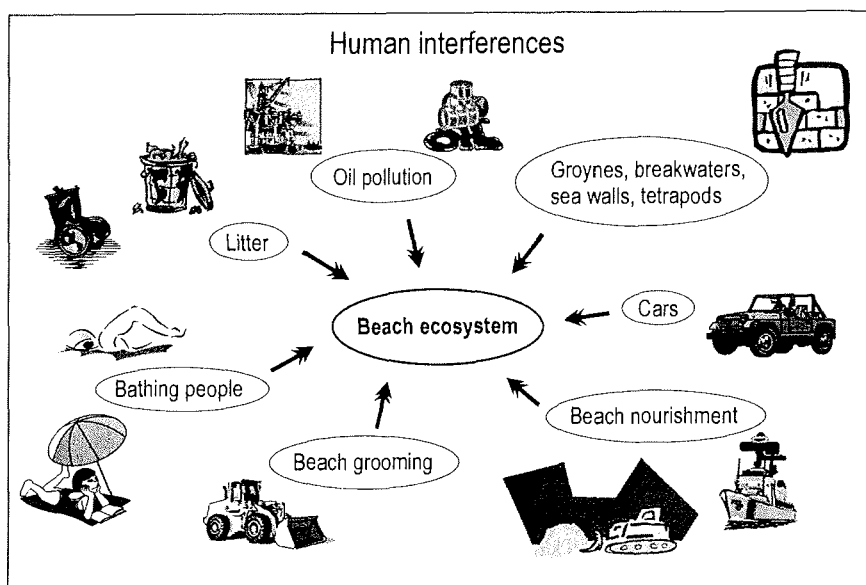 Human interferences
Oil pollution
Groynes, breakwaters,
sea walls, tetrapods
Litter
Beach ecosystem
Cars
Bathing people
Beach nourishment
Beach grooming